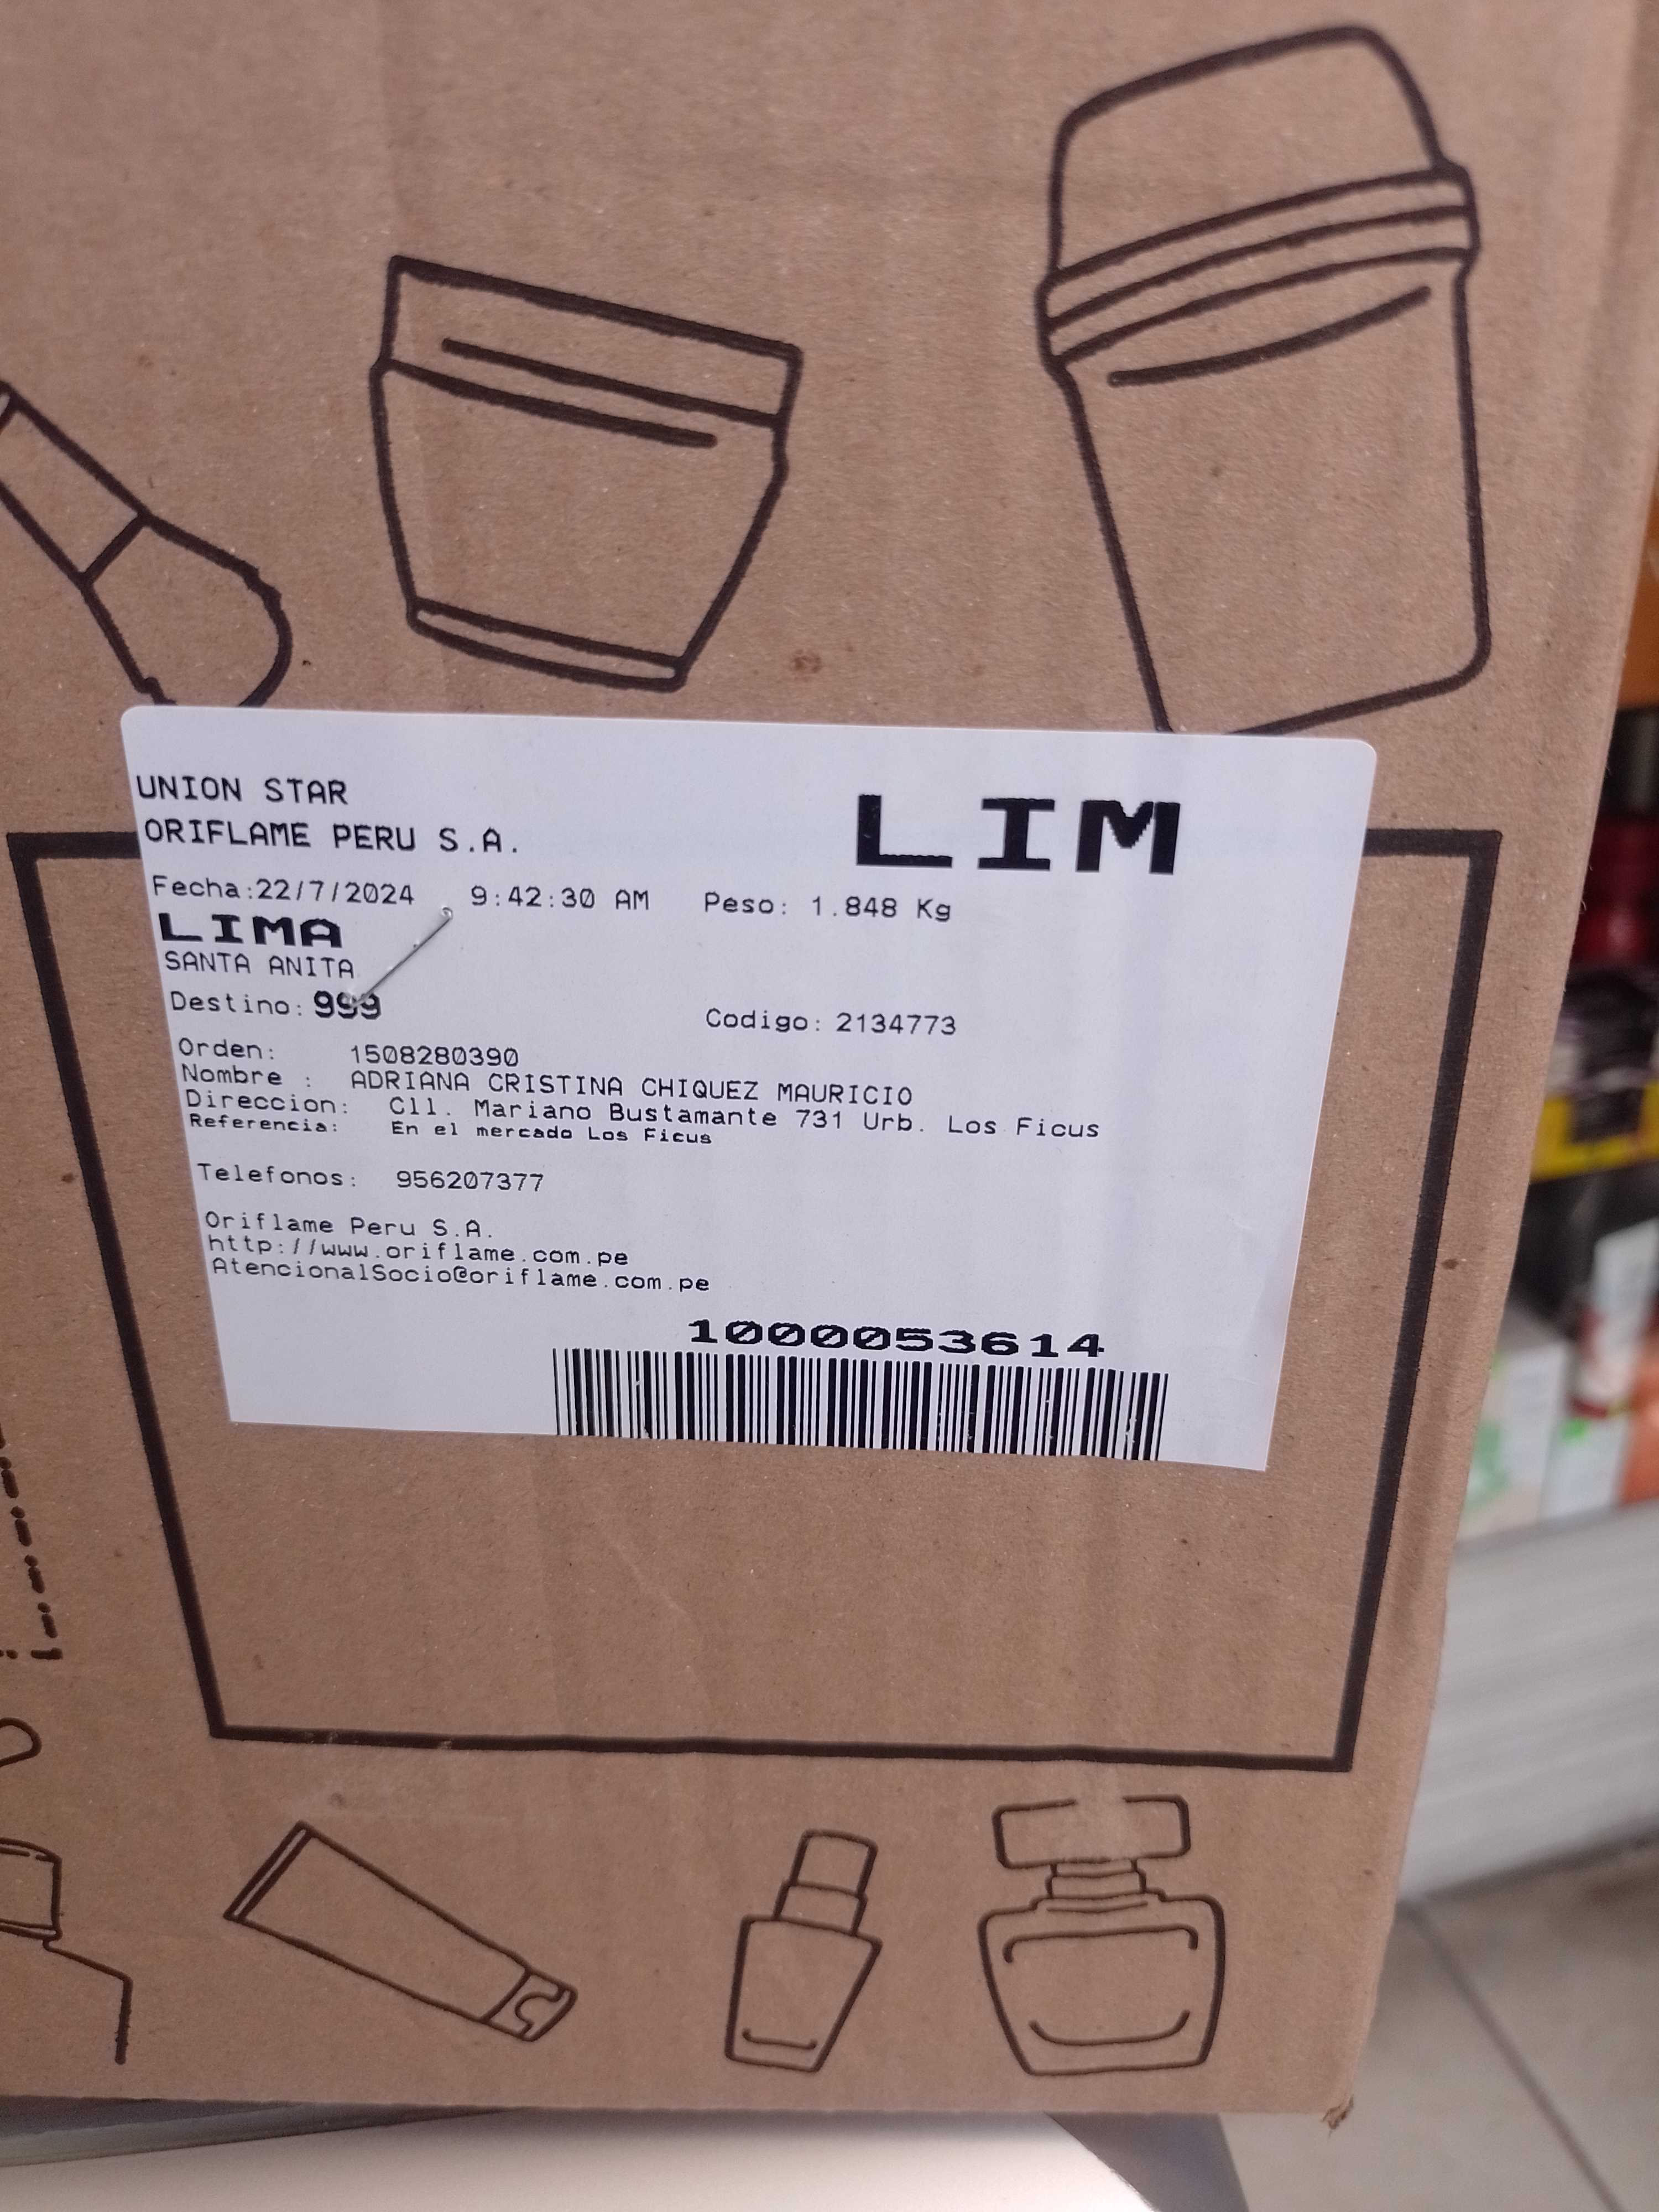 UNION STAR
ORIFLAME PERU S.A.
LIM
Fecha:22/7/2024 9:42:30 AM Peso: 1.848 Kg
LIMA
SANTA ANITA
Destino: 999
Codigo: 2134773
Orden: 1508280390
Nombre : ADRIANA CRISTINA CHIQUEZ MAURICIO
Direccion: Cll. Mariano Bustamante 731 Urb. Los Ficus
Referencia: En el mercado Los Ficus
Telefonos: 956207377
Oriflame Peru S.A.
http://www.oriflame.com.pe
AtencionalSocio@oriflame.com.pe
1000053614